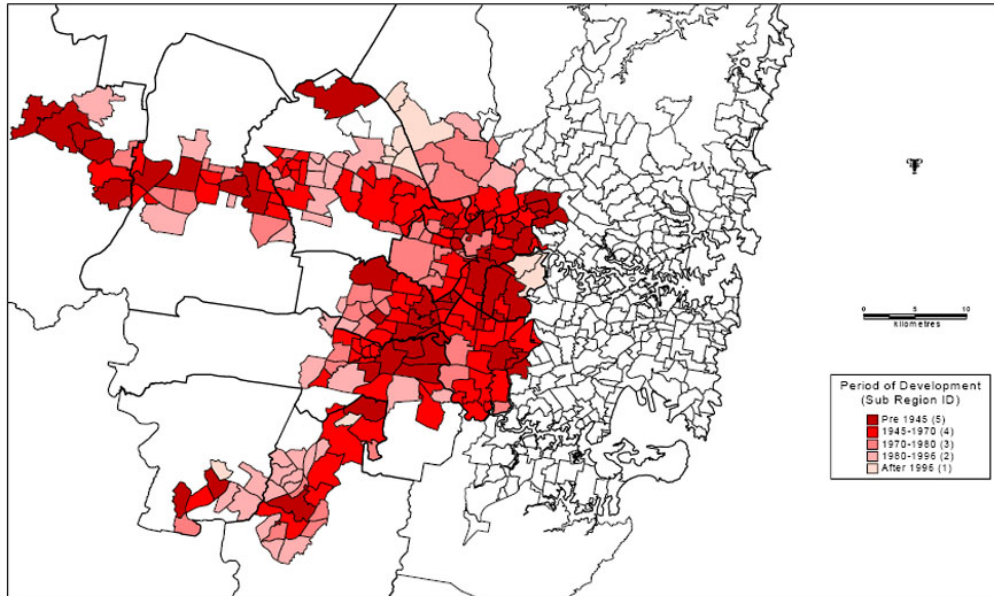 0 5 10
kilometres
Period of Development
(Sub Region ID)
Pre 1945 (5)
1945-1970 (4)
1970-1980 (3)
1980-1996 (2)
After 1996 (1)